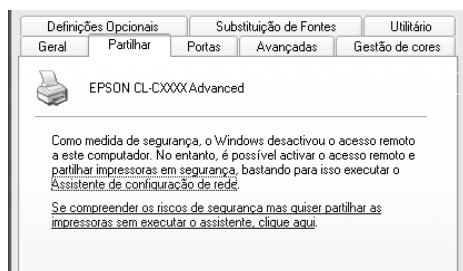 Definições Opcionais Substituição de Fontes Utilitário
Geral Partilhar Portas Avançadas Gestão de cores
EPSON CL-CXXXX Advanced
Como medida de segurança, o Windows desactivou o acesso remoto
a este computador. No entanto, é possível activar o acesso remoto e
partilhar impressoras em segurança, bastando para isso executar o
Assistente de configuração de rede.
Se compreender os riscos de segurança mas quiser partilhar as
impressoras sem executar o assistente, clique aqui.